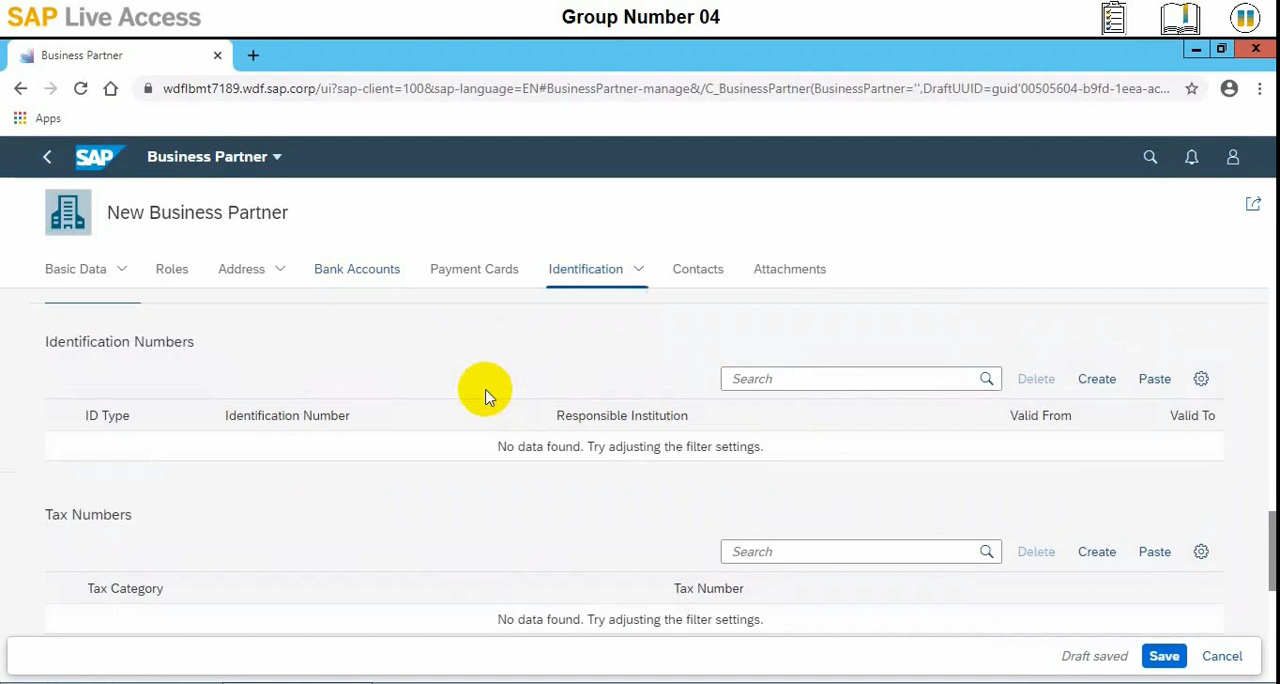 SAP Live Access
Group Number 04
Business Partner
wdflbmt7189.wdf.sap.corp/ui?sap-client=100&sap-language=EN#BusinessPartner-manage&/C_BusinessPartner(BusinessPartner='',DraftUUID=guid'00505604-b9fd-1eea-ac...
Apps
SAP Business Partner
New Business Partner
Basic Data Roles Address Bank Accounts Payment Cards Identification Contacts Attachments
Identification Numbers
Search Delete Create Paste
ID Type Identification Number Responsible Institution Valid From Valid To
No data found. Try adjusting the filter settings.
Tax Numbers
Search Delete Create Paste
Tax Category Tax Number
No data found. Try adjusting the filter settings.
Draft saved Save Cancel